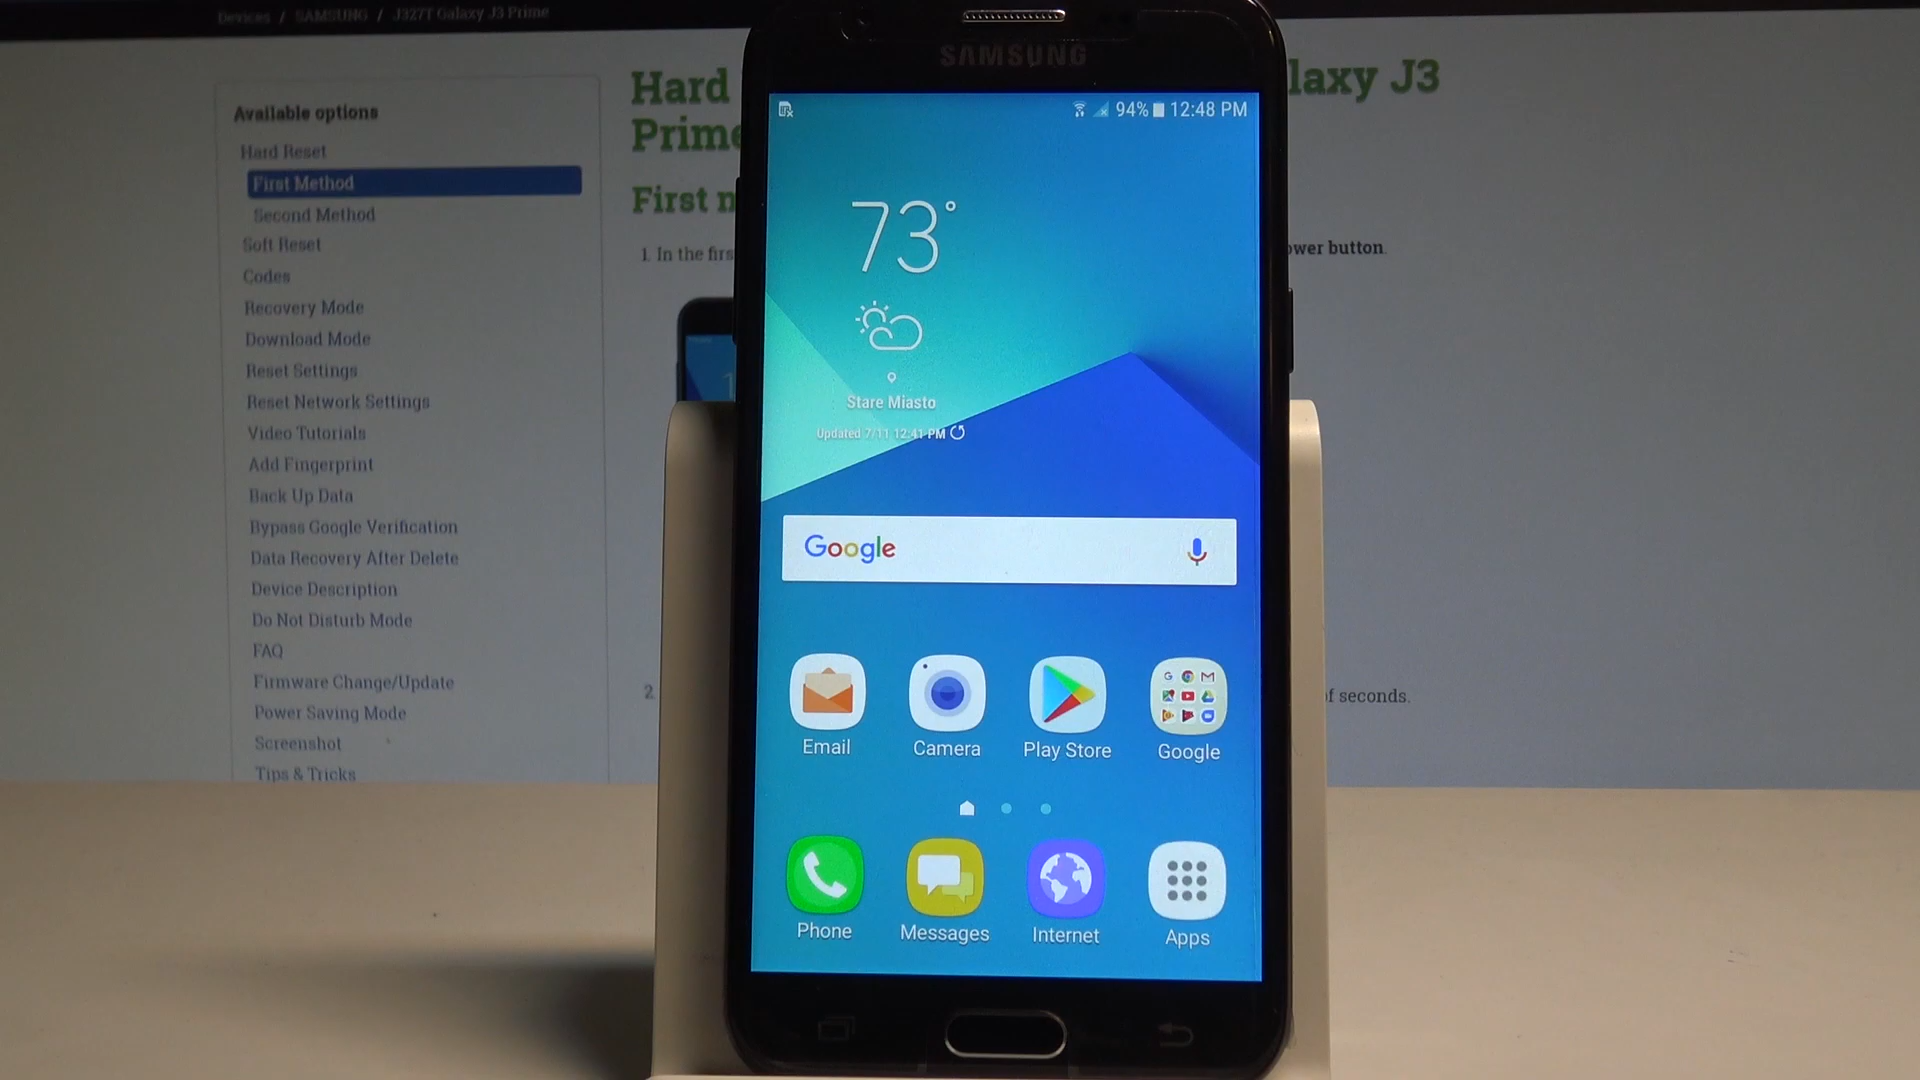 Devices / SAMSUNG / J327T Galaxy J3 Prime
Available options
Hard Reset
First Method
Second Method
Soft Reset
Codes
Recovery Mode
Download Mode
Reset Settings
Reset Network Settings
Video Tutorials
Add Fingerprint
Back Up Data
Bypass Google Verification
Data Recovery After Delete
Device Description
Do Not Disturb Mode
FAQ
Firmware Change/Update
Power Saving Mode
Screenshot
Tips & Tricks
Hard laxy J3
Prime
First
1. In the ower button.
2. of seconds.
SAMSUNG
94% 12:48 PM
73°
Stare Miasto
Updated 7/11 12:41 PM
Google
Email Camera Play Store Google
Phone Messages Internet Apps